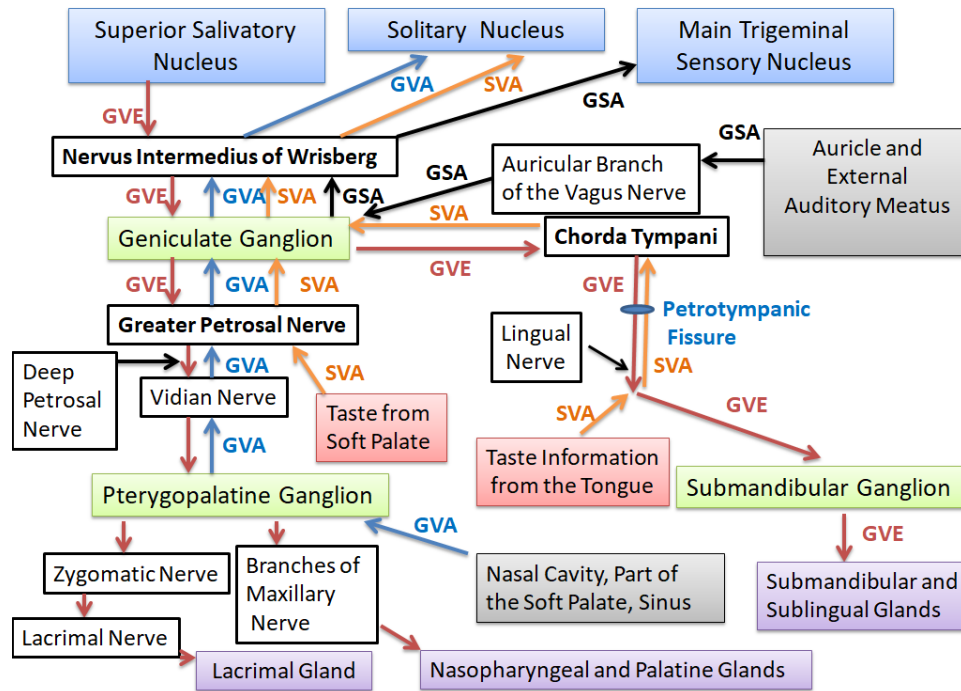 Superior Salivatory
Nucleus
Solitary Nucleus
Main Trigeminal
Sensory Nucleus
GVE
GVA
SVA
GSA
Nervus Intermedius of Wrisberg
Auricular Branch
of the Vagus Nerve
GSA
Auricle and
External
Auditory Meatus
GVE
GVA
SVA
GSA
GSA
SVA
Geniculate Ganglion
GVE
Chorda Tympani
GVE
GVA
SVA
GVE
Petrotympanic
Fissure
Greater Petrosal Nerve
Lingual
Nerve
SVA
Deep
Petrosal
Nerve
GVA
Vidian Nerve
SVA
Taste from
Soft Palate
GVA
SVA
GVE
Taste Information
from the Tongue
Pterygopalatine Ganglion
Submandibular Ganglion
GVA
GVE
Zygomatic Nerve
Branches of
Maxillary
Nerve
Nasal Cavity, Part of
the Soft Palate, Sinus
Submandibular and
Sublingual Glands
Lacrimal Nerve
Lacrimal Gland
Nasopharyngeal and Palatine Glands